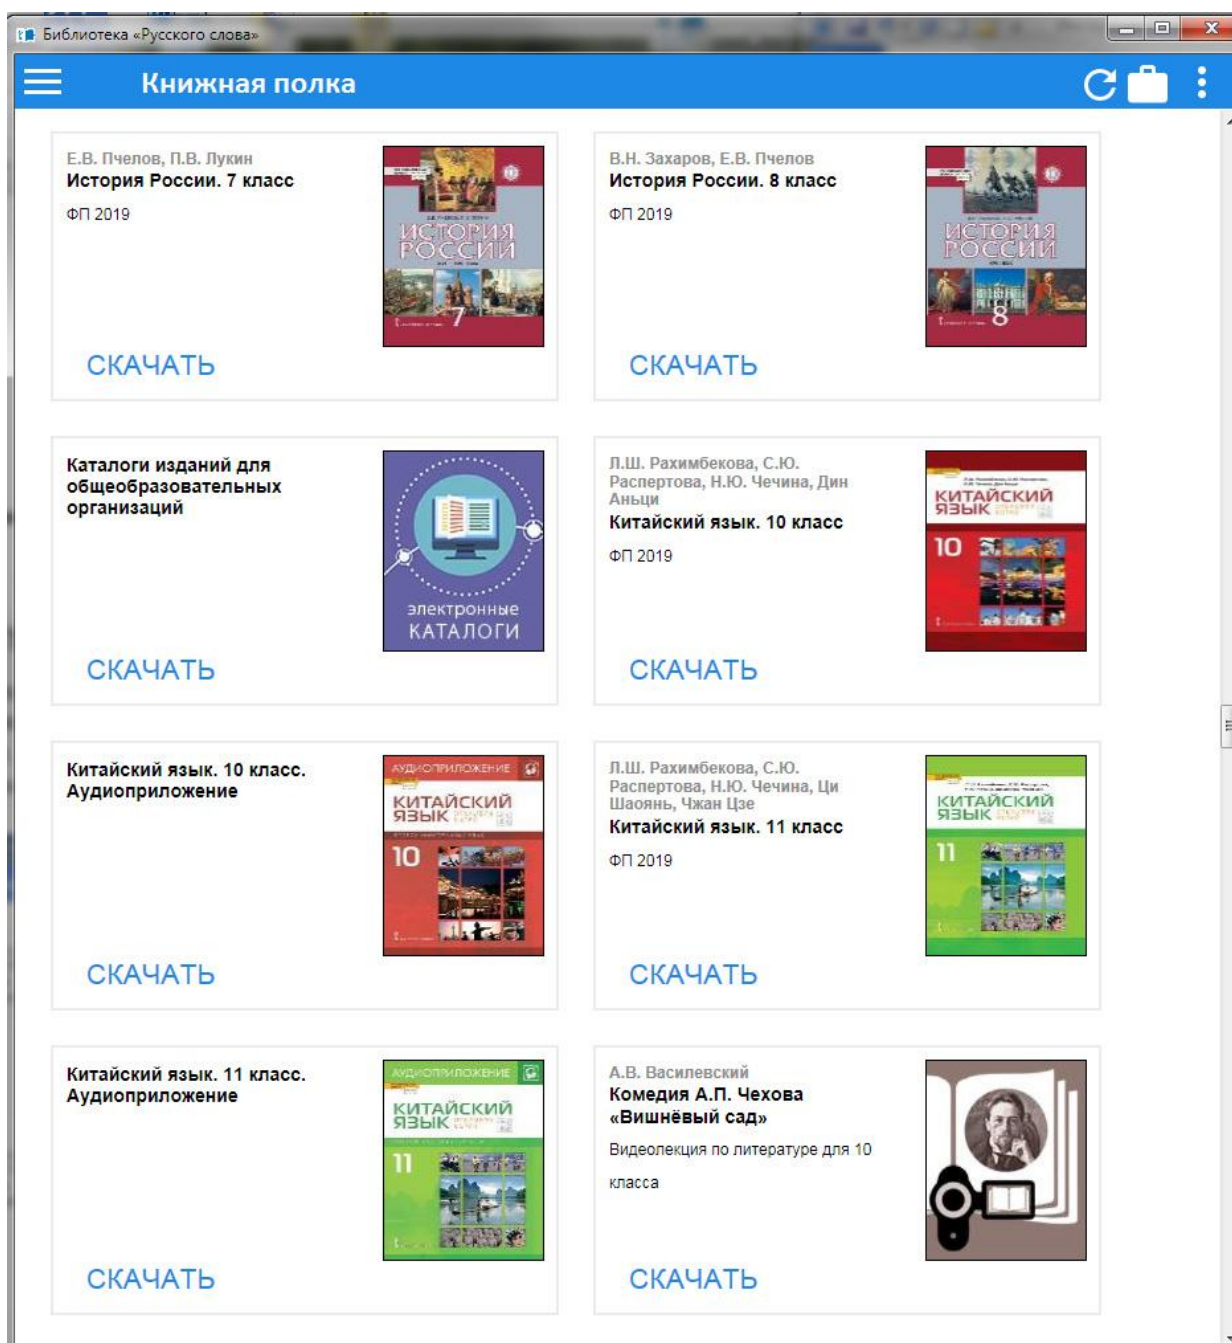 Библиотека «Русского слова»
Книжная полка
Е.В. Пчелов, П.В. Лукин
История России. 7 класс
ФП 2019
ИСТОРИЯ
РОССИИ
7
СКАЧАТЬ
В.Н. Захаров, Е.В. Пчелов
История России. 8 класс
ФП 2019
ИСТОРИЯ
РОССИИ
8
СКАЧАТЬ
Каталоги изданий для
общеобразовательных
организаций
электронные
КАТАЛОГИ
СКАЧАТЬ
Л.Ш. Рахимбекова, С.Ю.
Распертова, Н.Ю. Чечина, Дин
Аньци
Китайский язык. 10 класс
ФП 2019
КИТАЙСКИЙ
ЯЗЫК
10
СКАЧАТЬ
Китайский язык. 10 класс.
Аудиоприложение
АУДИОПРИЛОЖЕНИЕ
КИТАЙСКИЙ
ЯЗЫК
10
СКАЧАТЬ
Л.Ш. Рахимбекова, С.Ю.
Распертова, Н.Ю. Чечина, Ци
Шаоянь, Чжан Цзе
Китайский язык. 11 класс
ФП 2019
КИТАЙСКИЙ
ЯЗЫК
11
СКАЧАТЬ
Китайский язык. 11 класс.
Аудиоприложение
АУДИОПРИЛОЖЕНИЕ
КИТАЙСКИЙ
ЯЗЫК
11
СКАЧАТЬ
А.В. Василевский
Комедия А.П. Чехова
«Вишнёвый сад»
Видеолекция по литературе для 10
класса
СКАЧАТЬ